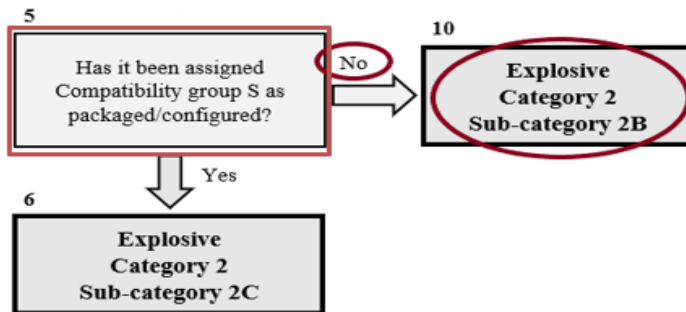 5
Has it been assigned
Compatibility group S as
packaged/configured?
No
10
Explosive
Category 2
Sub-category 2B
Yes
6
Explosive
Category 2
Sub-category 2C